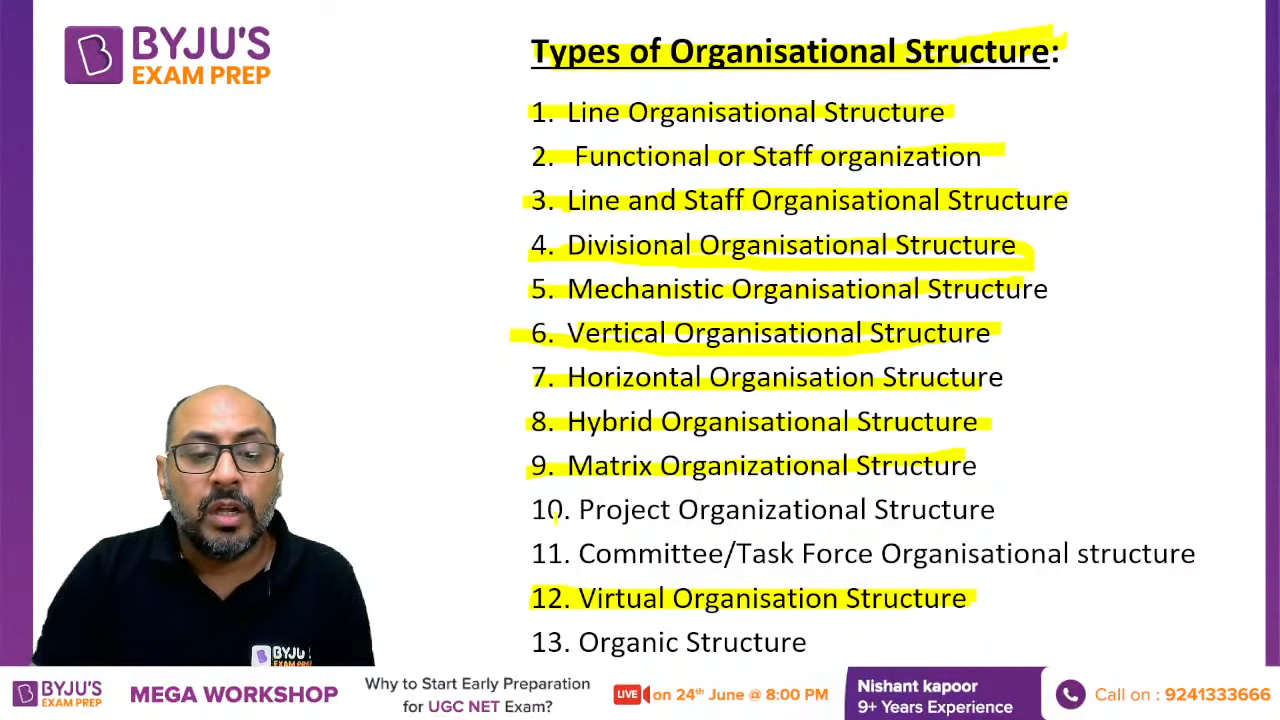 BYJU'S
EXAM PREP
Types of Organisational Structure:
1. Line Organisational Structure
2. Functional or Staff organization
3. Line and Staff Organisational Structure
4. Divisional Organisational Structure
5. Mechanistic Organisational Structure
6. Vertical Organisational Structure
7. Horizontal Organisation Structure
8. Hybrid Organisational Structure
9. Matrix Organizational Structure
10. Project Organizational Structure
11. Committee/Task Force Organisational structure
12. Virtual Organisation Structure
13. Organic Structure
BYJU'S
EXAM PREP
BYJU'S
EXAM PREP
MEGA WORKSHOP
Why to Start Early Preparation
for UGC NET Exam?
LIVE on 24th June @ 8:00 PM
Nishant kapoor
9+ Years Experience
Call on : 9241333666